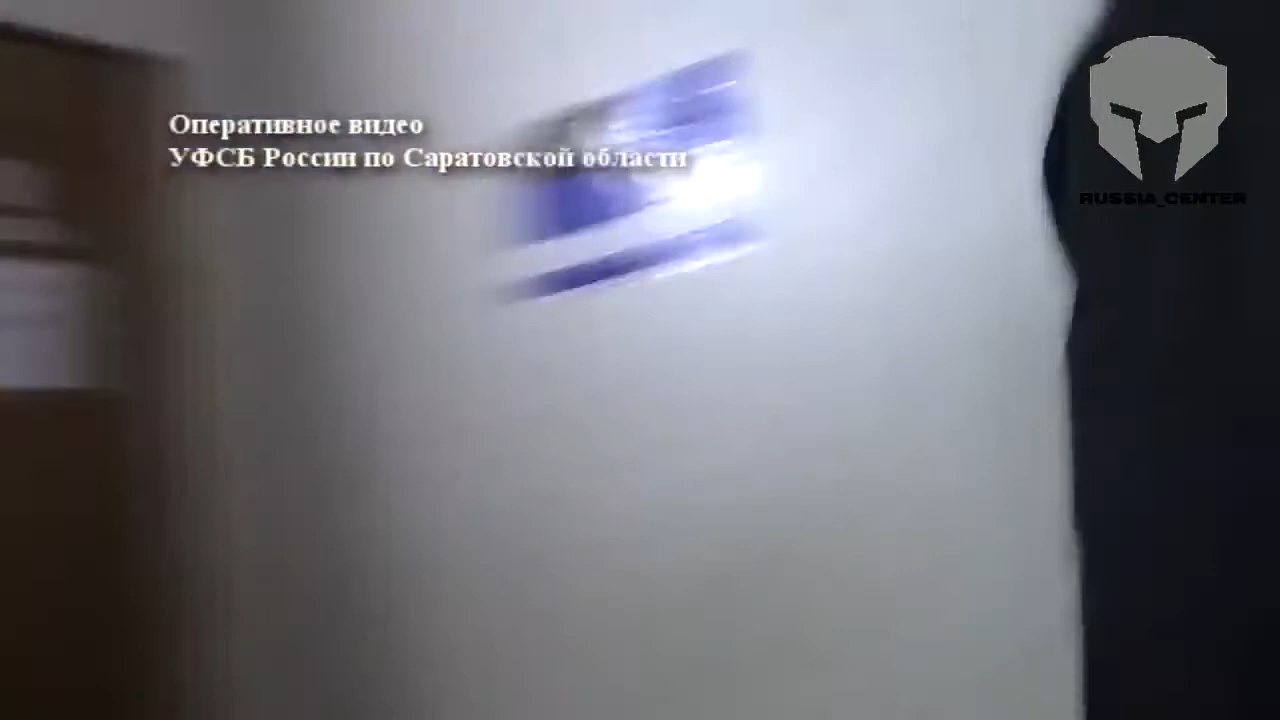 Оперативное видео
УФСБ России по Саратовской области
RUSSIA_CENTER